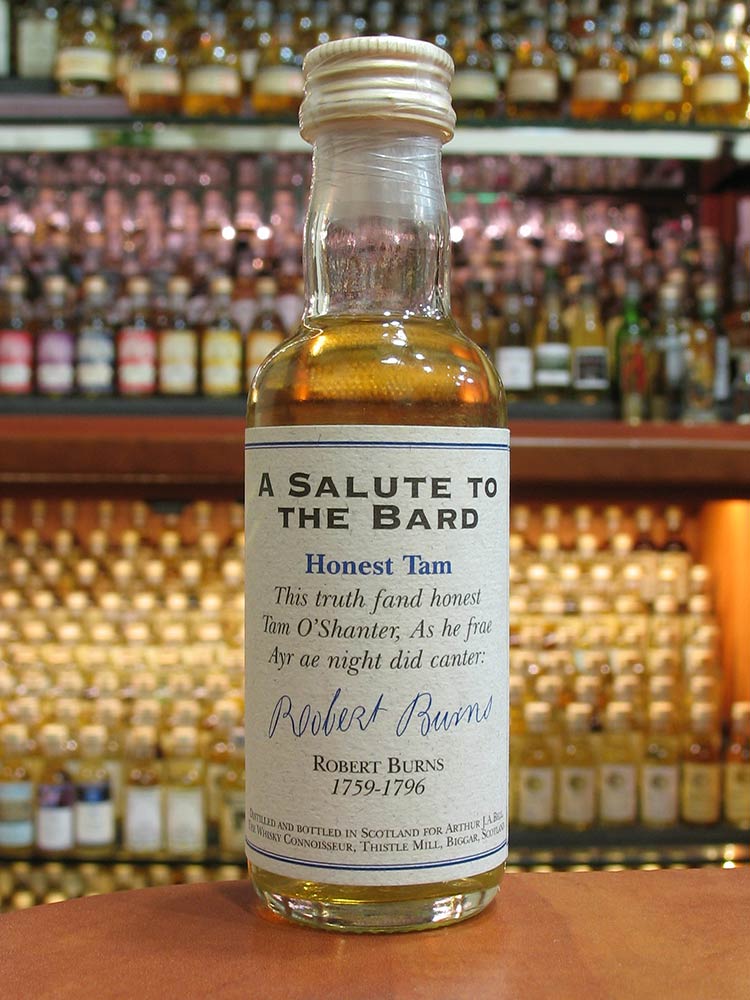 A SALUTE TO
THE BARD
Honest Tam
This truth fand honest
Tam O'Shanter, As he frae
Ayr ae night did canter:
Robert Burns
ROBERT BURNS
1759-1796
DISTILLED AND BOTTLED IN SCOTLAND FOR ARTHUR J.A. BELL
THE WHISKY CONNOISSEUR, THISTLE MILL, BIGGAR, SCOTLAND